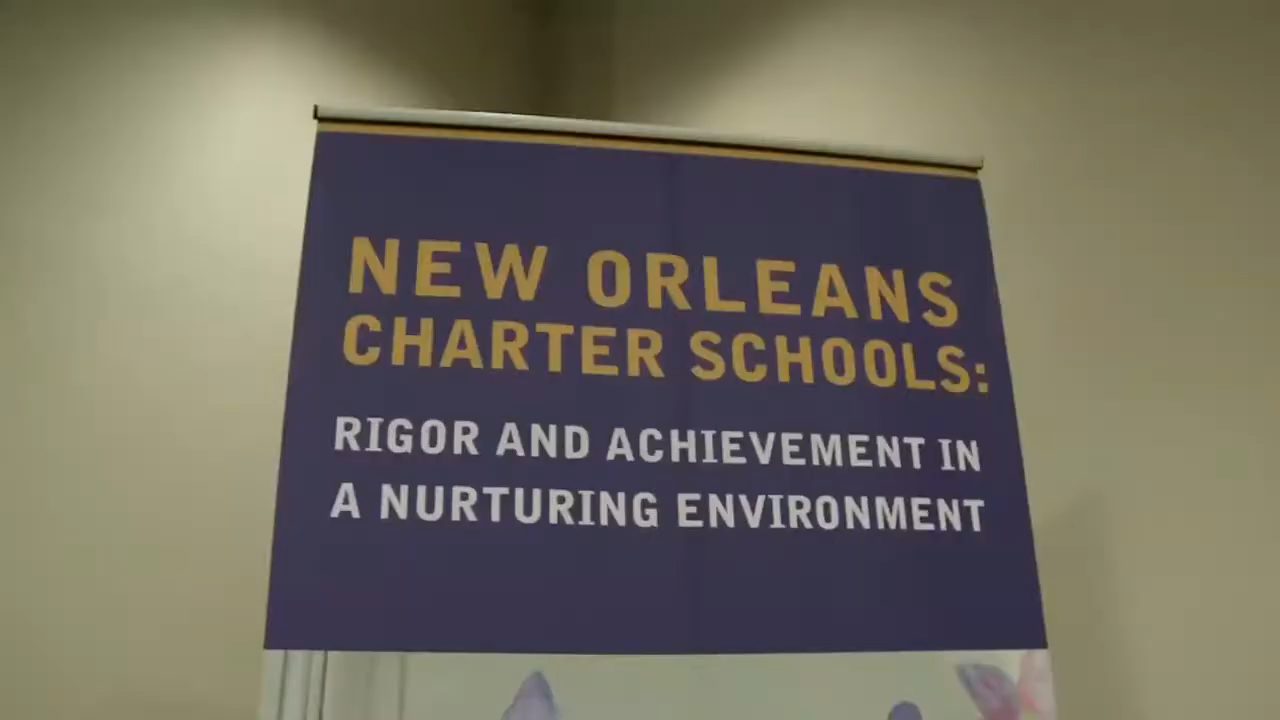 NEW ORLEANS
CHARTER SCHOOLS:
RIGOR AND ACHIEVEMENT IN
A NURTURING ENVIRONMENT